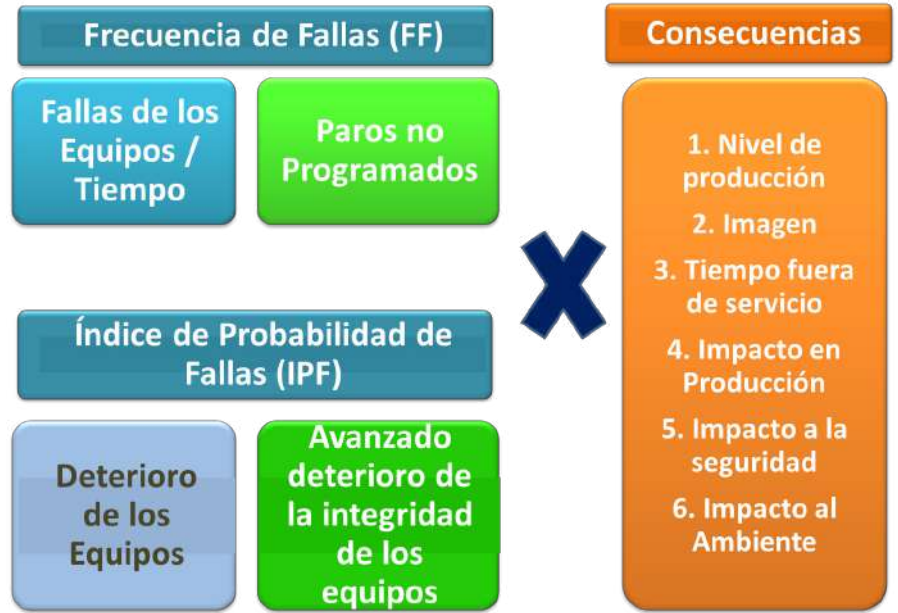 Frecuencia de Fallas (FF)
Fallas de los
Equipos /
Tiempo
Paros no
Programados
Índice de Probabilidad de
Fallas (IPF)
Deterioro
de los
Equipos
Avanzado
deterioro de
la integridad
de los
equipos
Consecuencias
1. Nivel de
producción
2. Imagen
3. Tiempo fuera
de servicio
4. Impacto en
Producción
5. Impacto a la
seguridad
6. Impacto al
Ambiente